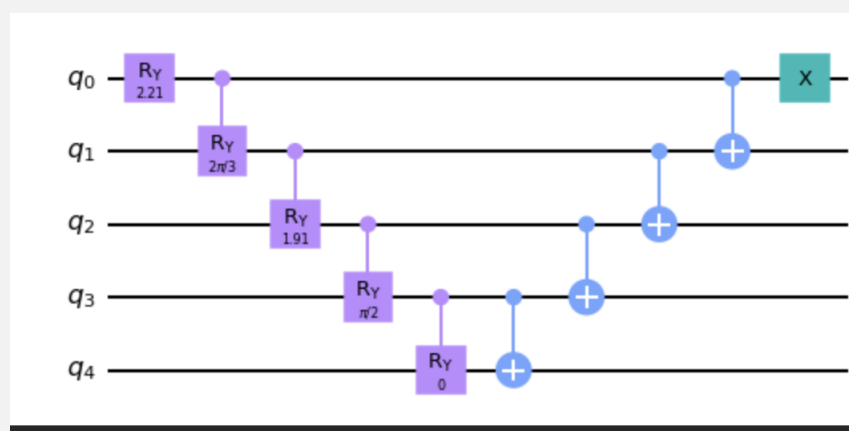 q0 RY 2.21 X
q1 RY 2π/3
q2 RY 1.91
q3 RY π/2
q4 RY 0